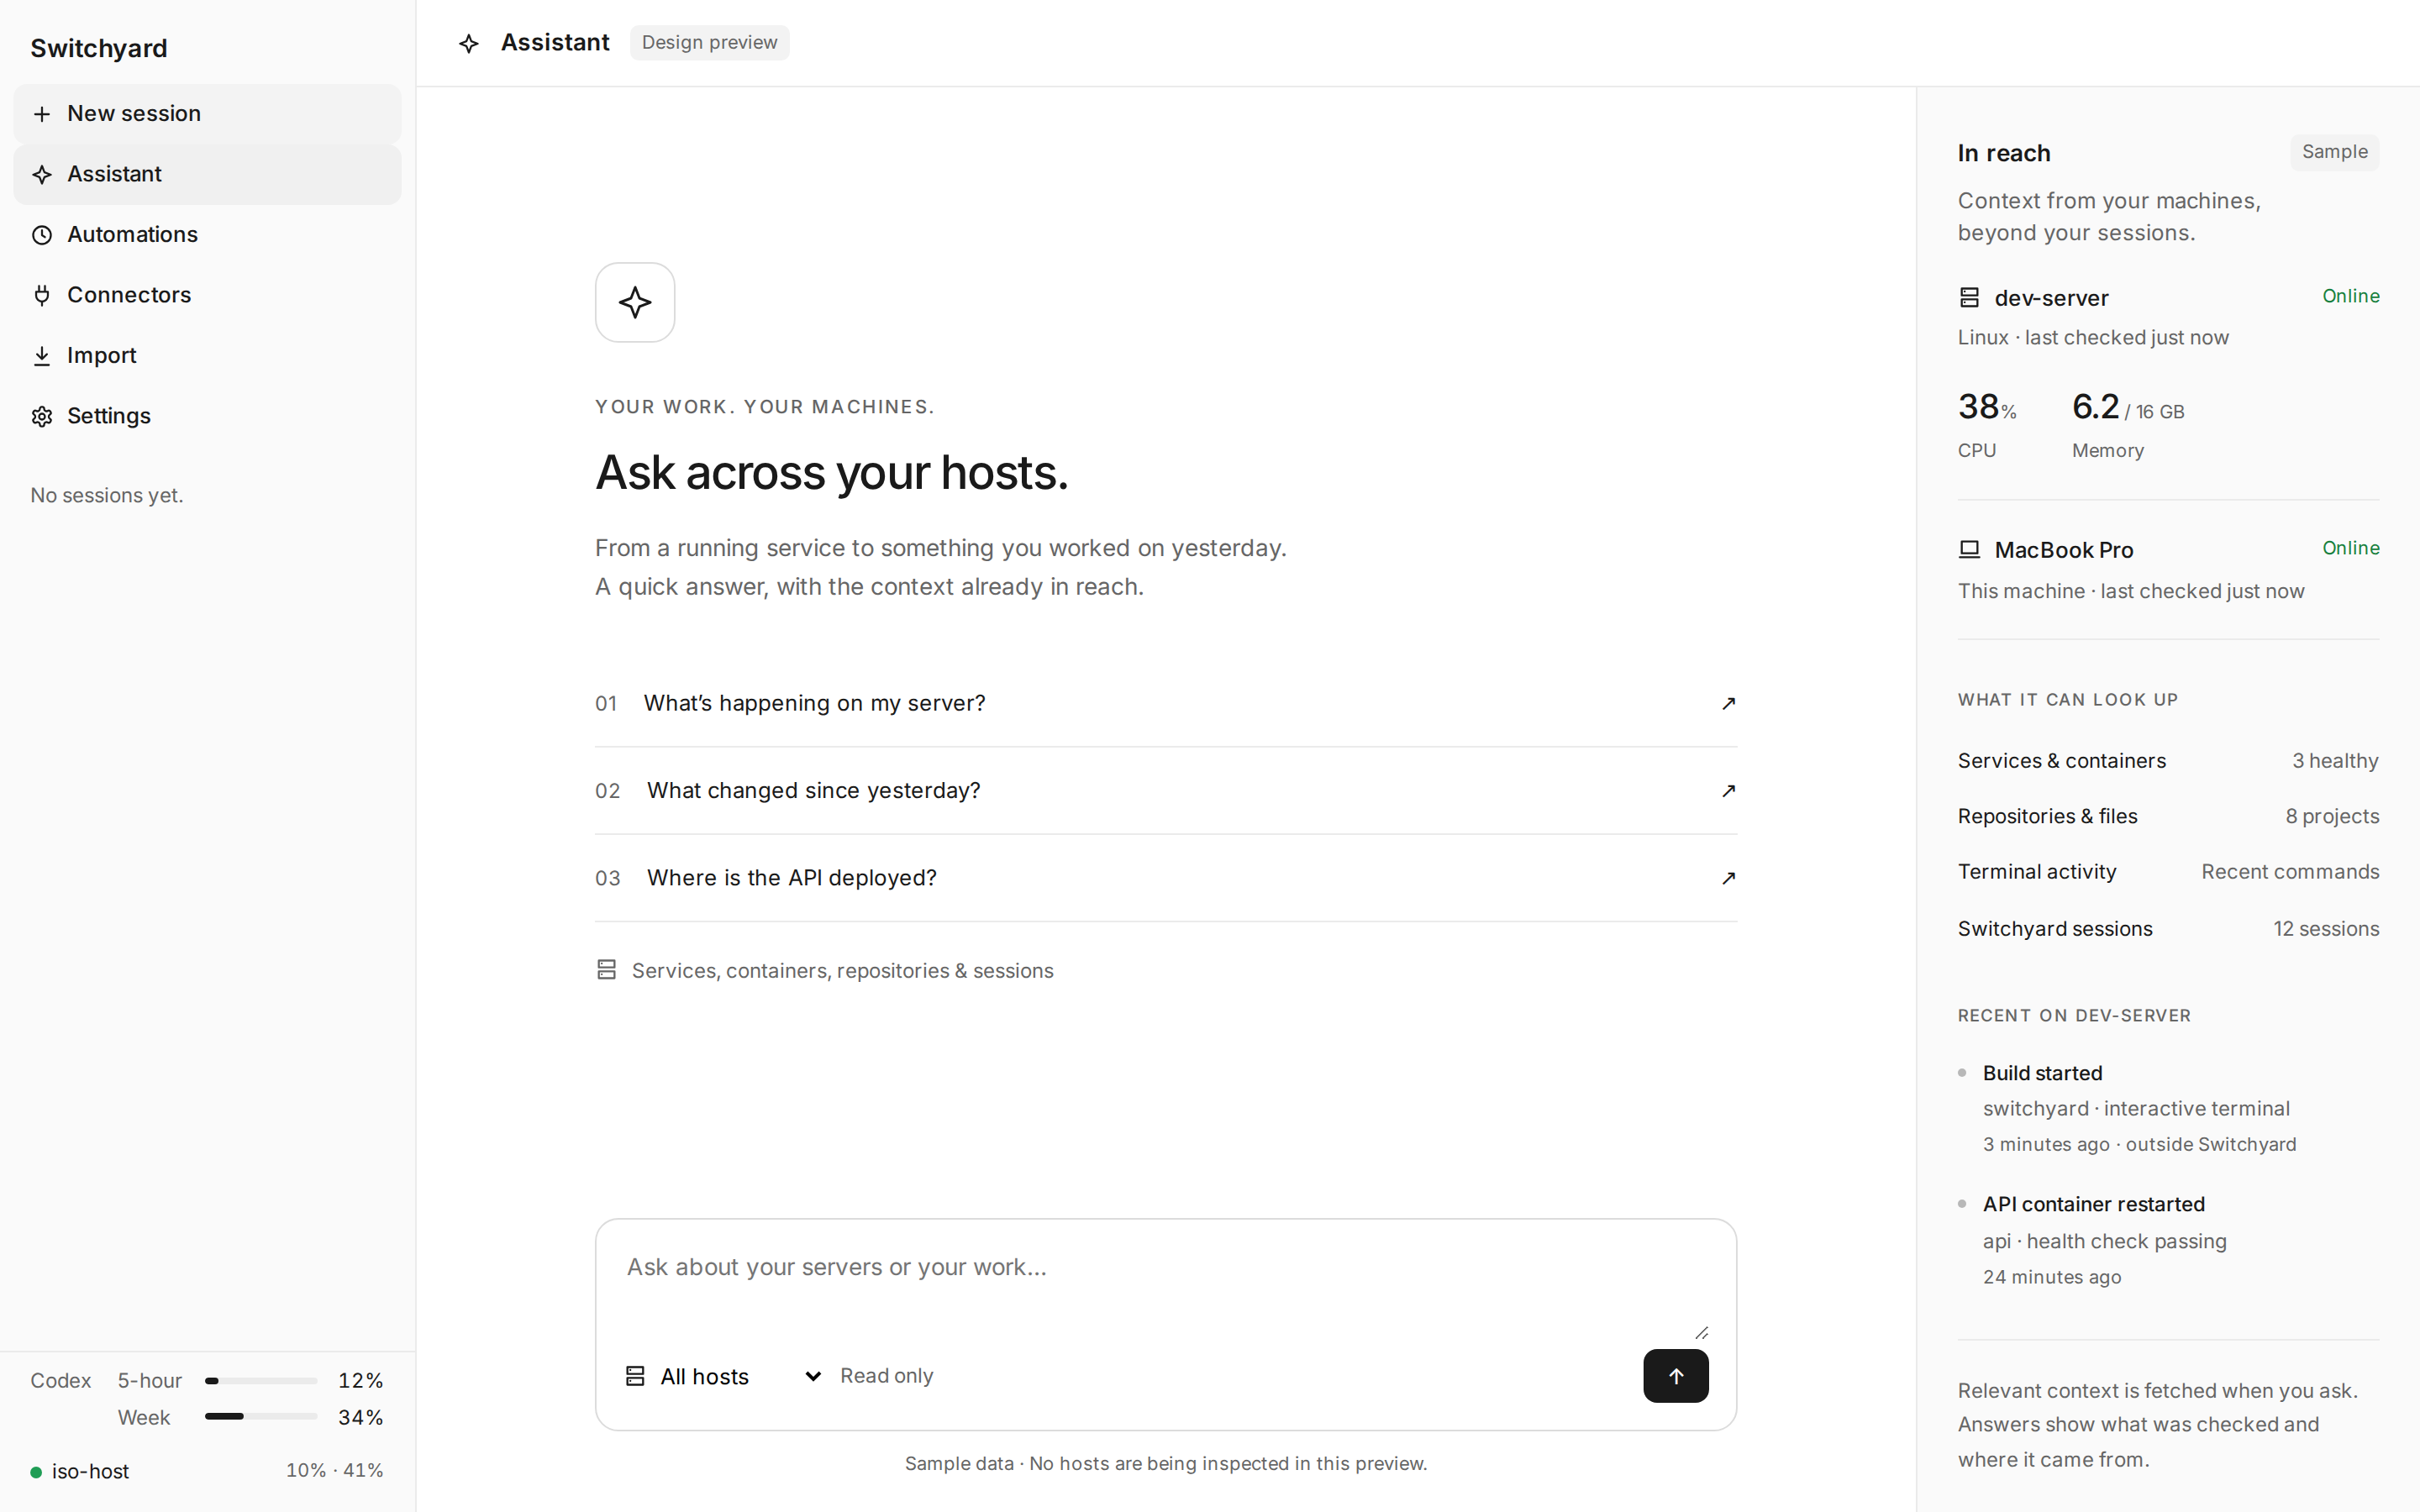 Switchyard
New session
Assistant
Automations
Connectors
Import
Settings
No sessions yet.
Codex 5-hour 12%
Week 34%
iso-host 10% · 41%
Assistant Design preview
YOUR WORK. YOUR MACHINES.
Ask across your hosts.
From a running service to something you worked on yesterday.
A quick answer, with the context already in reach.
01 What’s happening on my server? ↗
02 What changed since yesterday? ↗
03 Where is the API deployed? ↗
Services, containers, repositories & sessions
Ask about your servers or your work...
All hosts Read only
Sample data · No hosts are being inspected in this preview.
In reach Sample
Context from your machines,
beyond your sessions.
dev-server Online
Linux · last checked just now
38% 6.2 / 16 GB
CPU Memory
MacBook Pro Online
This machine · last checked just now
WHAT IT CAN LOOK UP
Services & containers 3 healthy
Repositories & files 8 projects
Terminal activity Recent commands
Switchyard sessions 12 sessions
RECENT ON DEV-SERVER
Build started
switchyard · interactive terminal
3 minutes ago · outside Switchyard
API container restarted
api · health check passing
24 minutes ago
Relevant context is fetched when you ask.
Answers show what was checked and
where it came from.